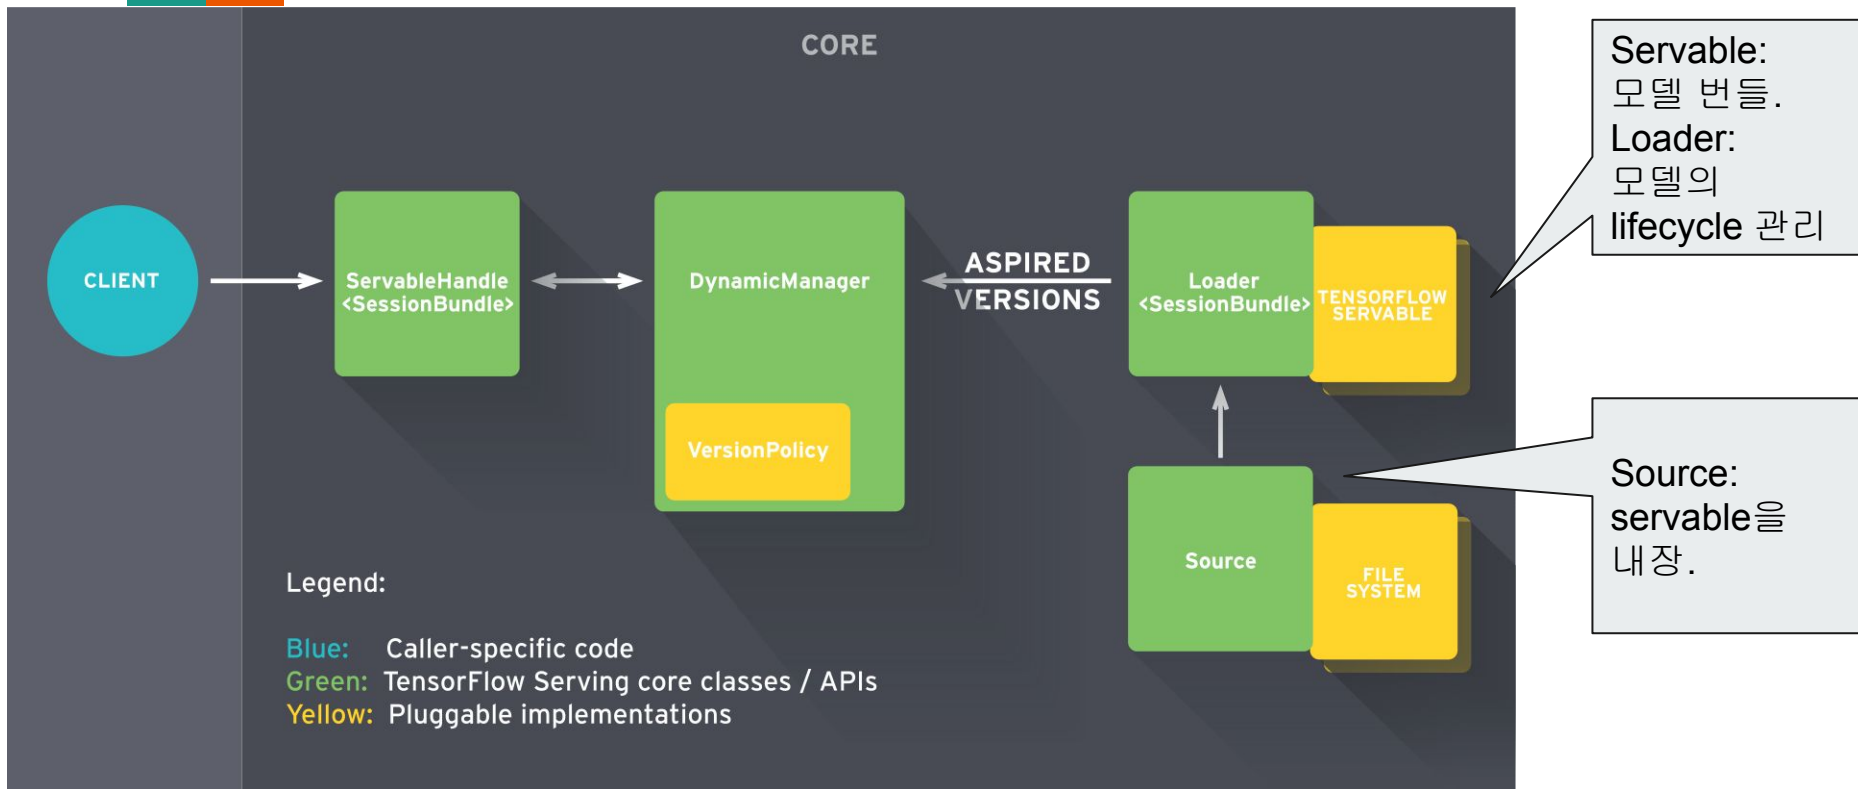 CORE
CLIENT
ServableHandle
<SessionBundle>
DynamicManager
VersionPolicy
ASPIRED
VERSIONS
Loader
<SessionBundle>
TENSORFLOW
SERVABLE
Source
FILE
SYSTEM
Legend:
Blue: Caller-specific code
Green: TensorFlow Serving core classes / APIs
Yellow: Pluggable implementations
Servable:
모델 번들.
Loader:
모델의
lifecycle 관리
Source:
servable을
내장.